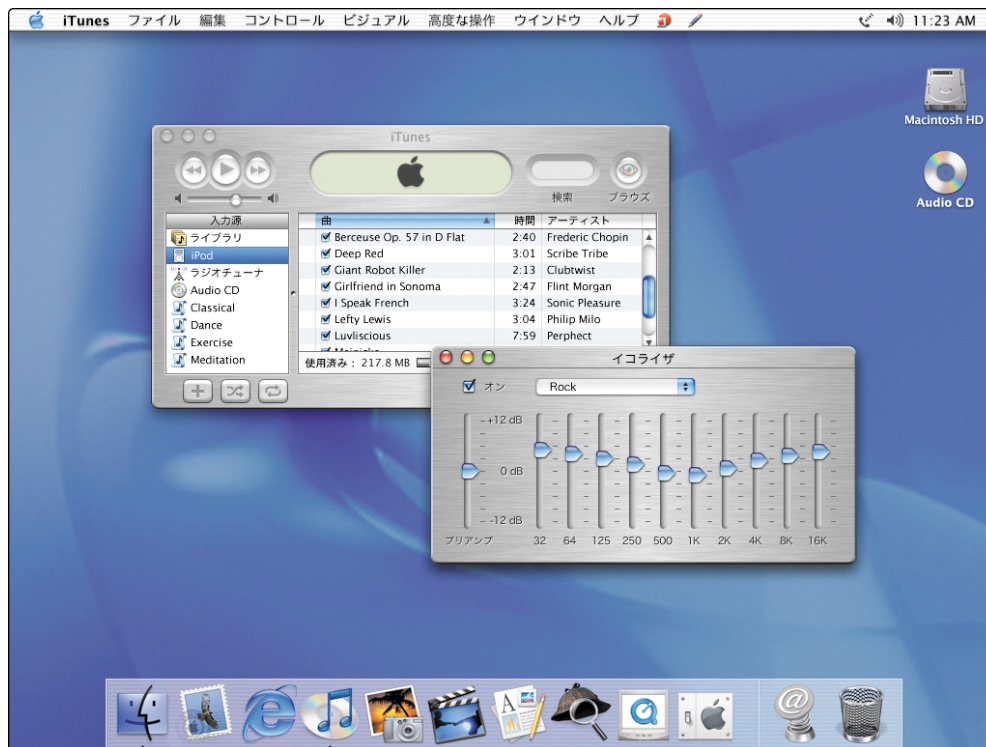 iTunes ファイル 編集 コントロール ビジュアル 高度な操作 ウインドウ ヘルプ 11:23 AM
Macintosh HD
Audio CD
iTunes
検索 ブラウズ
入力源
ライブラリ
iPod
ラジオチューナ
Audio CD
Classical
Dance
Exercise
Meditation
曲 時間 アーティスト
Berceuse Op. 57 in D Flat 2:40 Frederic Chopin
Deep Red 3:01 Scribe Tribe
Giant Robot Killer 2:13 Clubtwist
Girlfriend in Sonoma 2:47 Flint Morgan
I Speak French 3:24 Sonic Pleasure
Lefty Lewis 3:04 Philip Milo
Luvliscious 7:59 Perphect
使用済み： 217.8 MB
イコライザ
オン Rock
+12 dB
0 dB
-12 dB
プリアンプ 32 64 125 250 500 1K 2K 4K 8K 16K